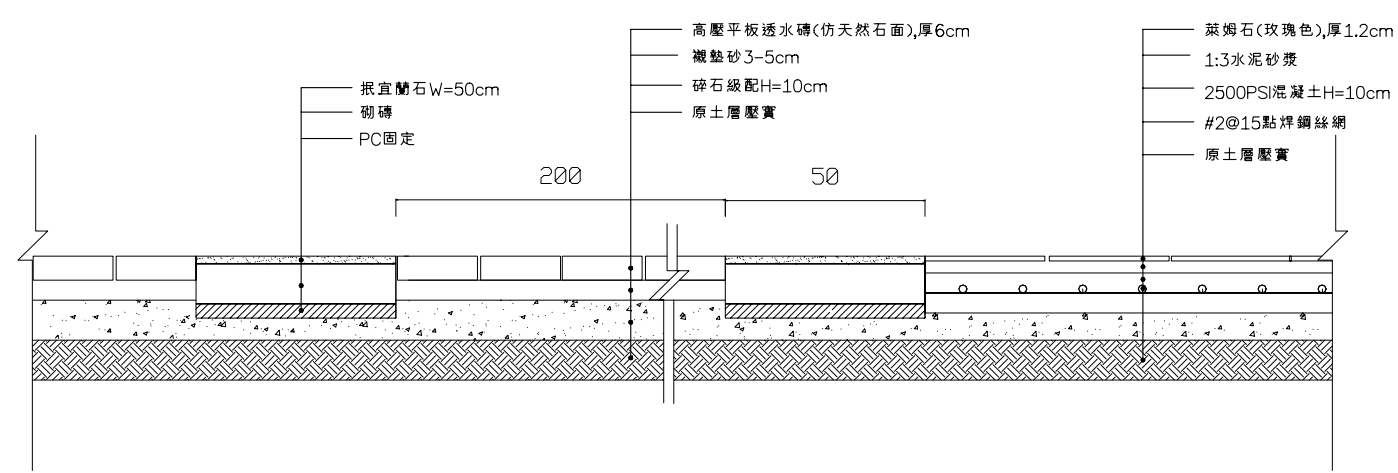 抿宜蘭石W=50cm
砌磚
PC固定
高壓平板透水磚(仿天然石面),厚6cm
襯墊砂3-5cm
碎石級配H=10cm
原土層壓實
萊姆石(玫瑰色),厚1.2cm
1:3水泥砂漿
2500PSI混凝土H=10cm
#2@15點焊鋼絲網
原土層壓實
200
50